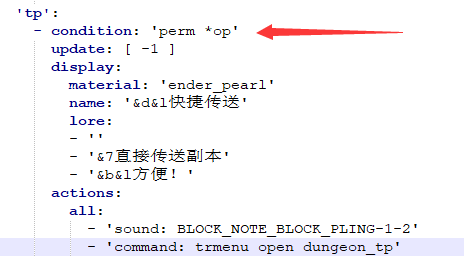 'tp':
- condition: 'perm *op'
update: [ -1 ]
display:
material: 'ender_pearl'
name: '&d&l快捷传送'
lore:
- ''
- '&7直接传送副本'
- '&b&l方便！'
actions:
all:
- 'sound: BLOCK_NOTE_BLOCK_PLING-1-2'
- 'command: trmenu open dungeon_tp'